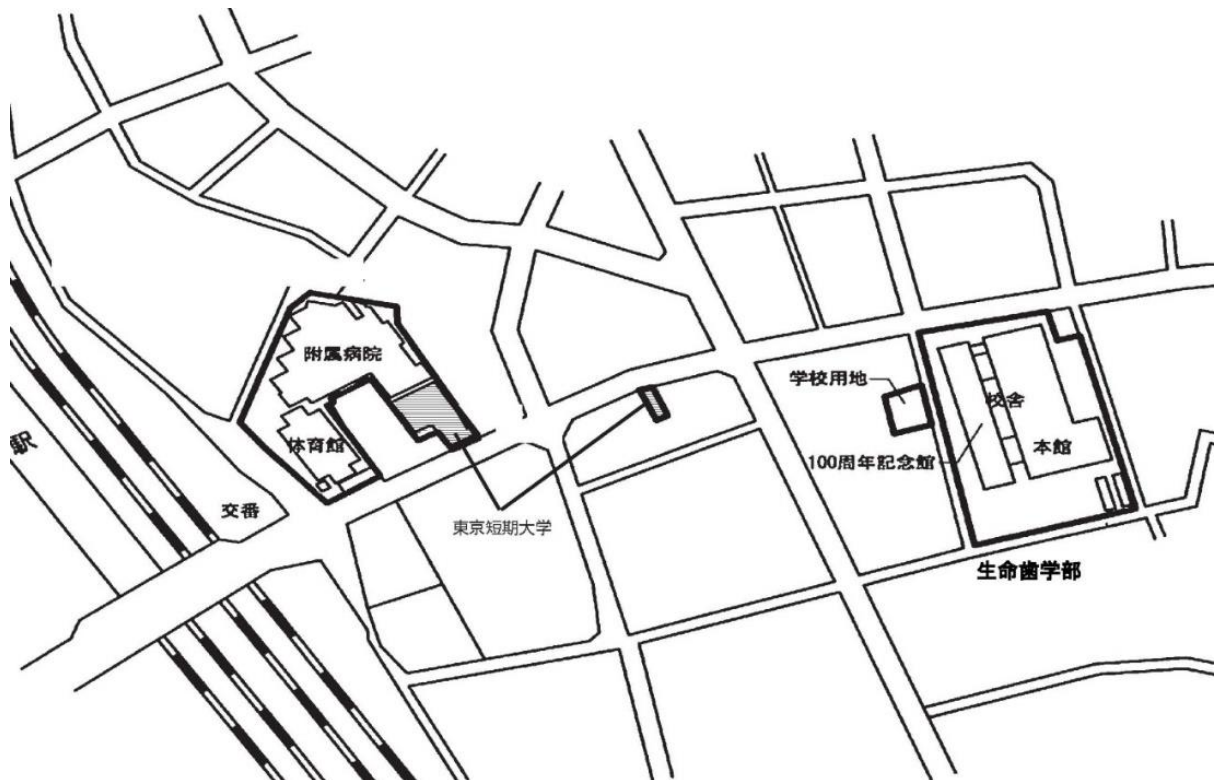 附属病院
体育館
駅
交番
東京短期大学
学校用地
校舎
100周年記念館
本館
生命歯学部